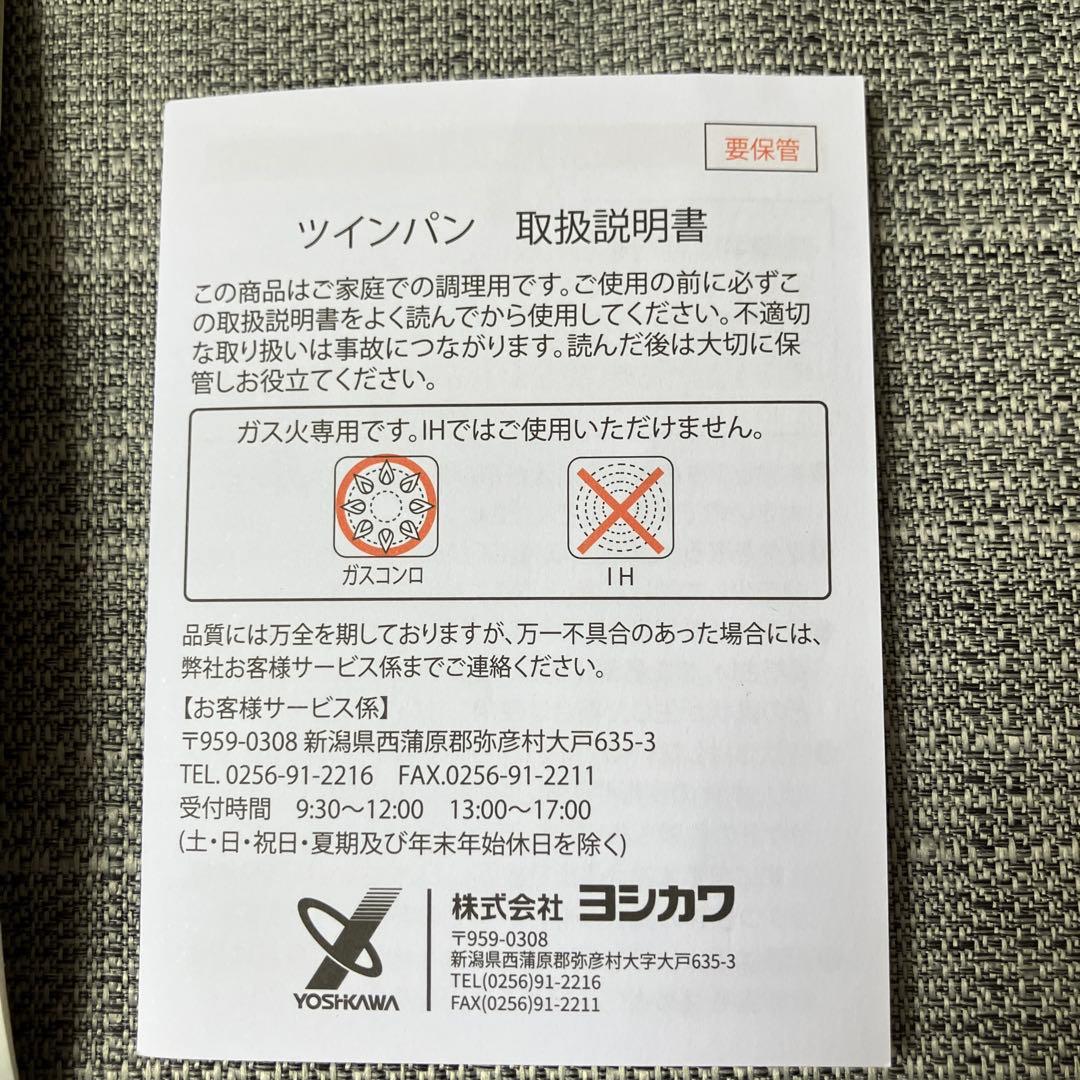 要保管
ツインパン 取扱説明書
この商品はご家庭での調理用です。ご使用の前に必ずこ
の取扱説明書をよく読んでから使用してください。不適切
な取り扱いは事故につながります。読んだ後は大切に保
管しお役立てください。
ガス火専用です。IHではご使用いただけません。
ガスコンロ
IH
品質には万全を期しておりますが、万一不具合のあった場合には、
弊社お客様サービス係までご連絡ください。
【お客様サービス係】
〒959-0308 新潟県西蒲原郡弥彦村大戸635-3
TEL. 0256-91-2216 FAX.0256-91-2211
受付時間 9:30〜12:00 13:00〜17:00
(土・日・祝日・夏期及び年末年始休日を除く)
YOSHIKAWA
株式会社 ヨシカワ
〒959-0308
新潟県西蒲原郡弥彦村大字大戸635-3
TEL(0256)91-2216
FAX(0256)91-2211